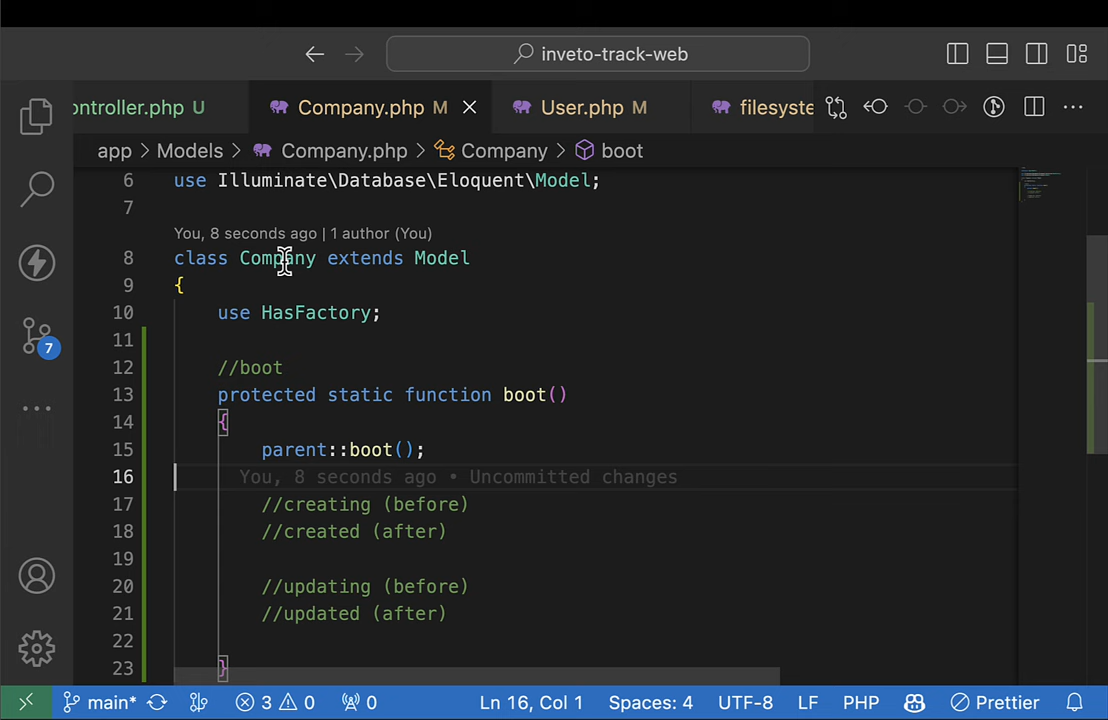 inveto-track-web
ontroller.php U
Company.php M
User.php M
filesyste
app > Models > Company.php > Company > boot
6 use Illuminate\Database\Eloquent\Model;
7
You, 8 seconds ago | 1 author (You)
8 class Company extends Model
9 {
10 use HasFactory;
11
12 //boot
13 protected static function boot()
14 {
15 parent::boot();
16 You, 8 seconds ago • Uncommitted changes
17 //creating (before)
18 //created (after)
19
20 //updating (before)
21 //updated (after)
22
23 }
7
main* 3 0 0 Ln 16, Col 1 Spaces: 4 UTF-8 LF PHP Prettier